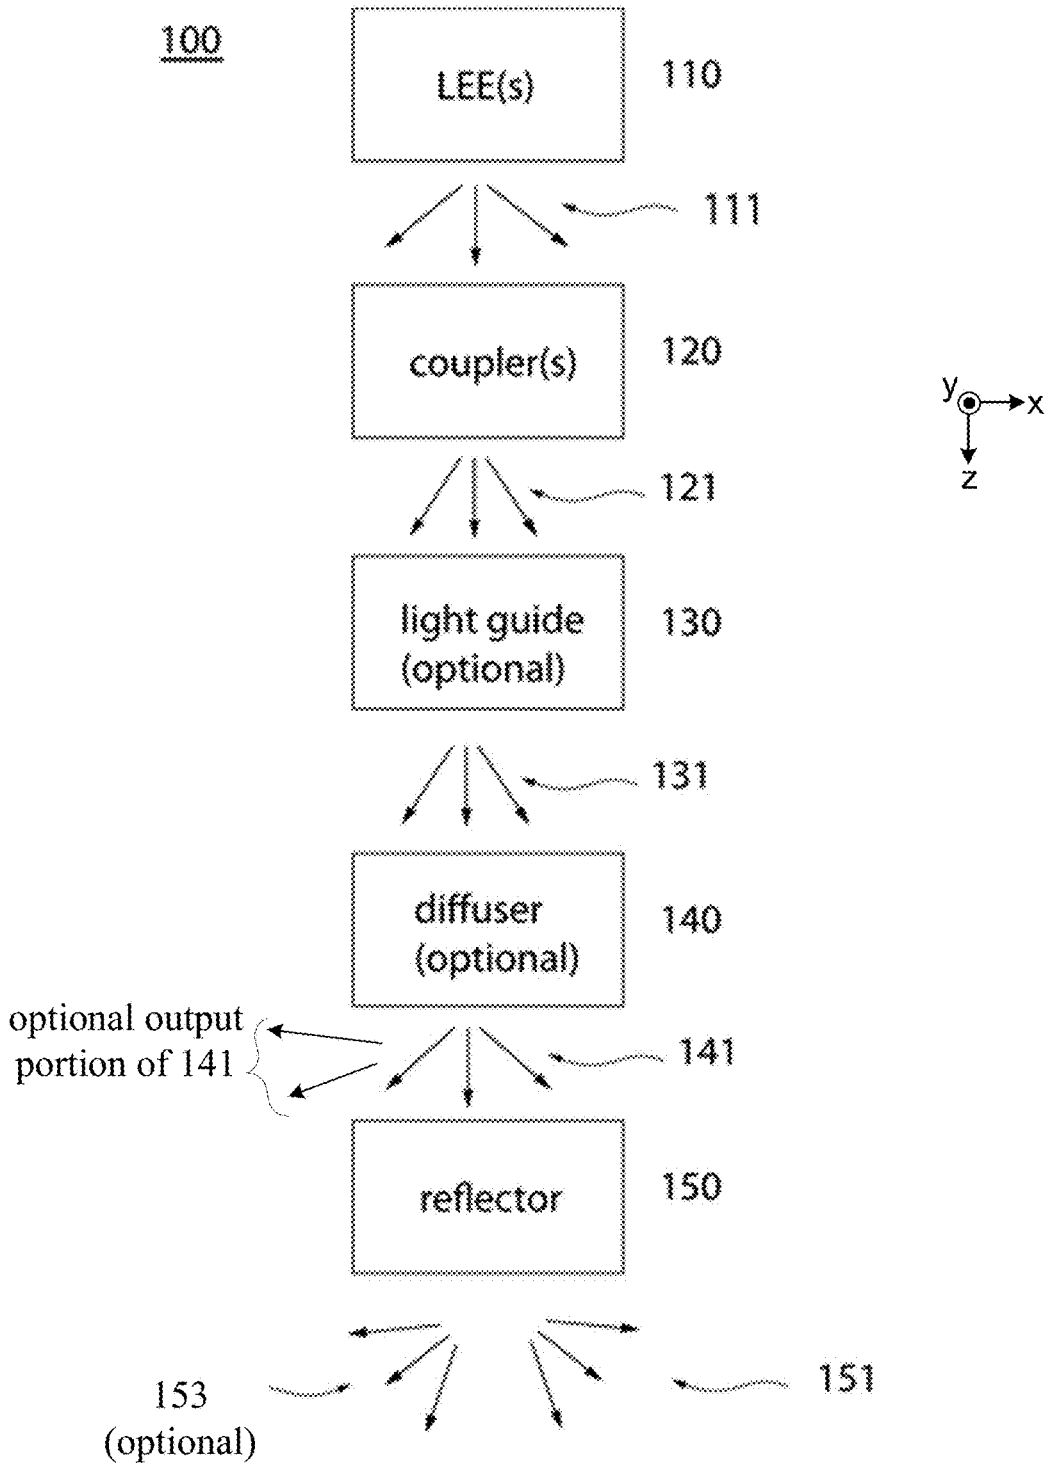 100
LEE(s)
110
111
coupler(s)
120
y
x
z
121
light guide
(optional)
130
131
diffuser
(optional)
140
optional output
portion of 141
141
reflector
150
153
(optional)
151